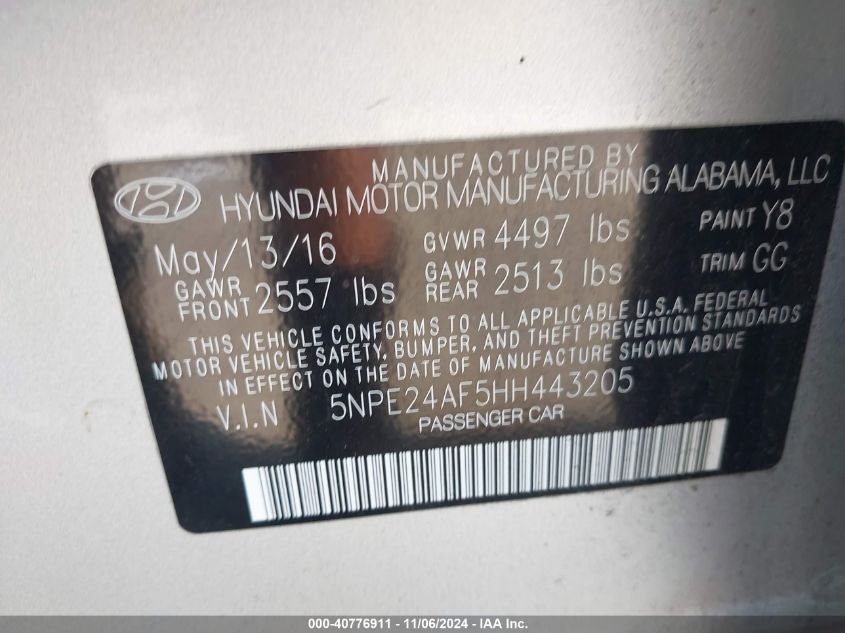 MANUFACTURED BY
HYUNDAI MOTOR MANUFACTURING ALABAMA, LLC
May/13/16 GVWR 4497 lbs PAINT Y8
GAWR FRONT 2557 lbs GAWR REAR 2513 lbs TRIM GG
THIS VEHICLE CONFORMS TO ALL APPLICABLE U.S.A. FEDERAL
MOTOR VEHICLE SAFETY, BUMPER, AND THEFT PREVENTION STANDARDS
IN EFFECT ON THE DATE OF MANUFACTURE SHOWN ABOVE
V.I.N 5NPE24AF5HH443205
PASSENGER CAR
000-40776911 - 11/06/2024 - IAA Inc.